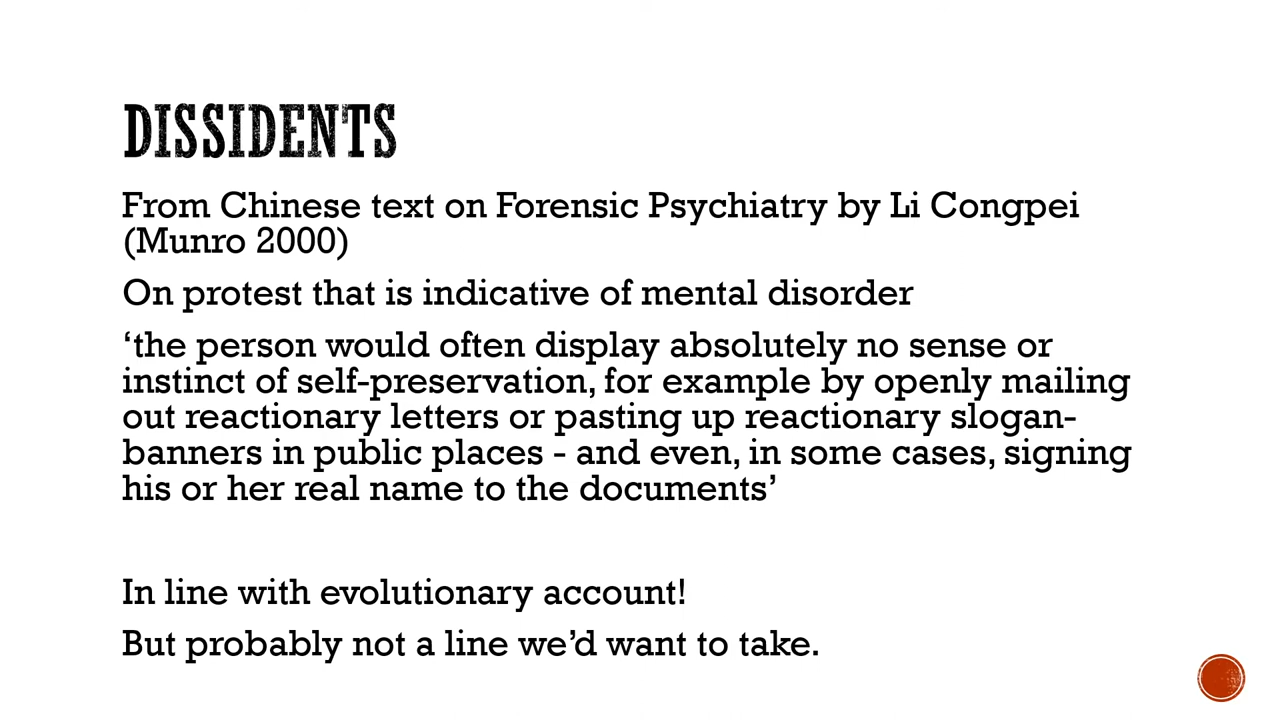 DISSIDENTS
From Chinese text on Forensic Psychiatry by Li Congpei
(Munro 2000)
On protest that is indicative of mental disorder
‘the person would often display absolutely no sense or
instinct of self-preservation, for example by openly mailing
out reactionary letters or pasting up reactionary slogan-
banners in public places - and even, in some cases, signing
his or her real name to the documents’
In line with evolutionary account!
But probably not a line we’d want to take.